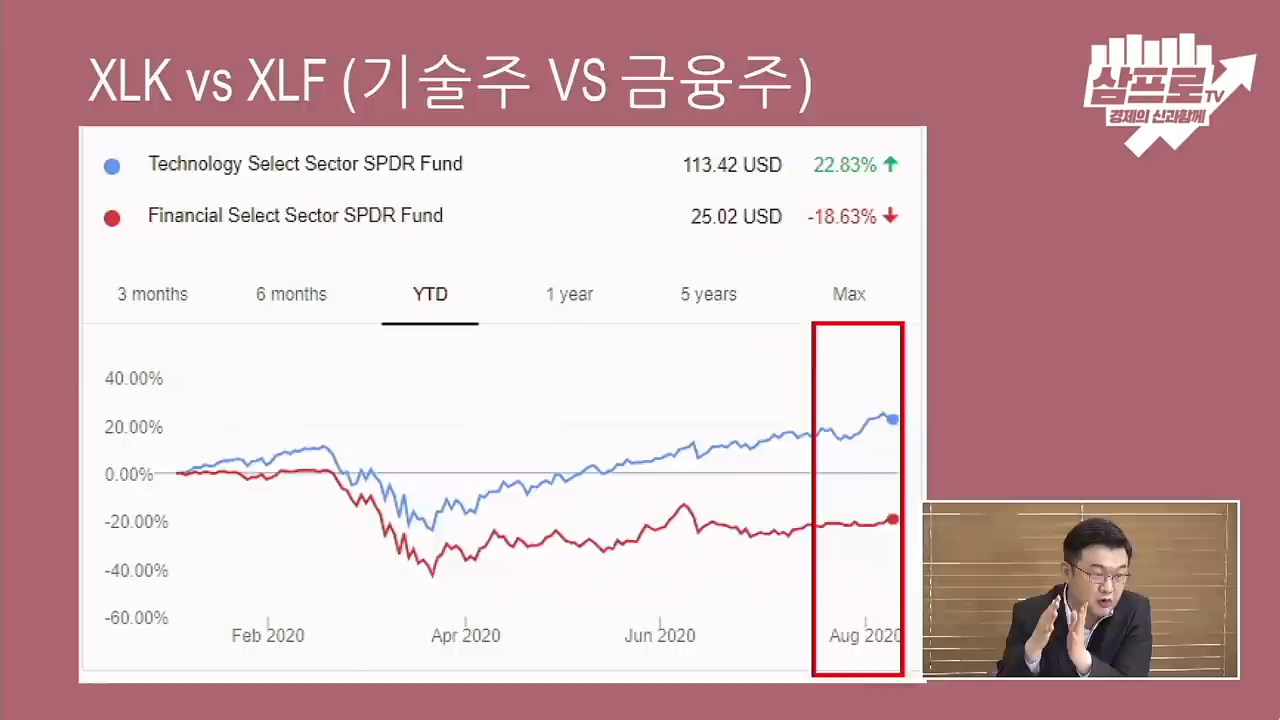 XLK vs XLF (기술주 VS 금융주)
삼프로TV
경제의 신과함께
Technology Select Sector SPDR Fund 113.42 USD 22.83%
Financial Select Sector SPDR Fund 25.02 USD -18.63%
3 months 6 months YTD 1 year 5 years Max
40.00%
20.00%
0.00%
-20.00%
-40.00%
-60.00%
Feb 2020 Apr 2020 Jun 2020 Aug 2020